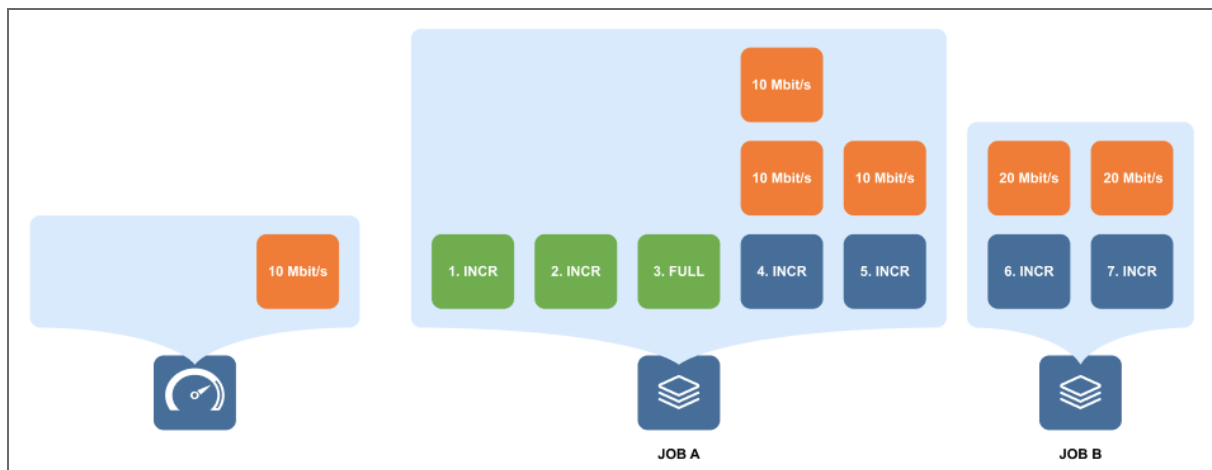 10 Mbit/s
10 Mbit/s 10 Mbit/s 20 Mbit/s 20 Mbit/s
10 Mbit/s 1. INCR 2. INCR 3. FULL 4. INCR 5. INCR 6. INCR 7. INCR
JOB A JOB B